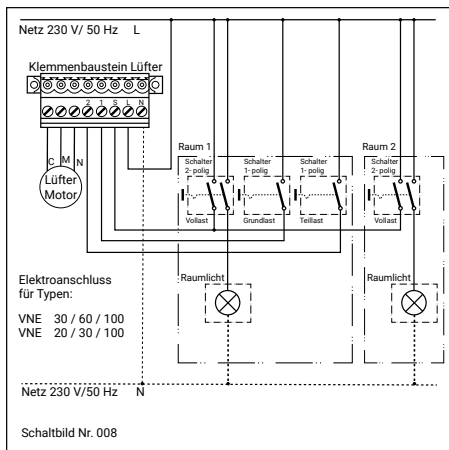 Netz 230 V/ 50 Hz L
Klemmenbaustein Lüfter
2 1 S L N
C M N
Lüfter
Motor
Raum 1
Schalter
2- polig
Schalter
1- polig
Schalter
1- polig
Raum 2
Schalter
2- polig
Vollast
Grundlast
Teillast
Vollast
Raumlicht
Raumlicht
Elektroanschluss
für Typen:
VNE 30 / 60 / 100
VNE 20 / 30 / 100
Netz 230 V/50 Hz N
Schaltbild Nr. 008